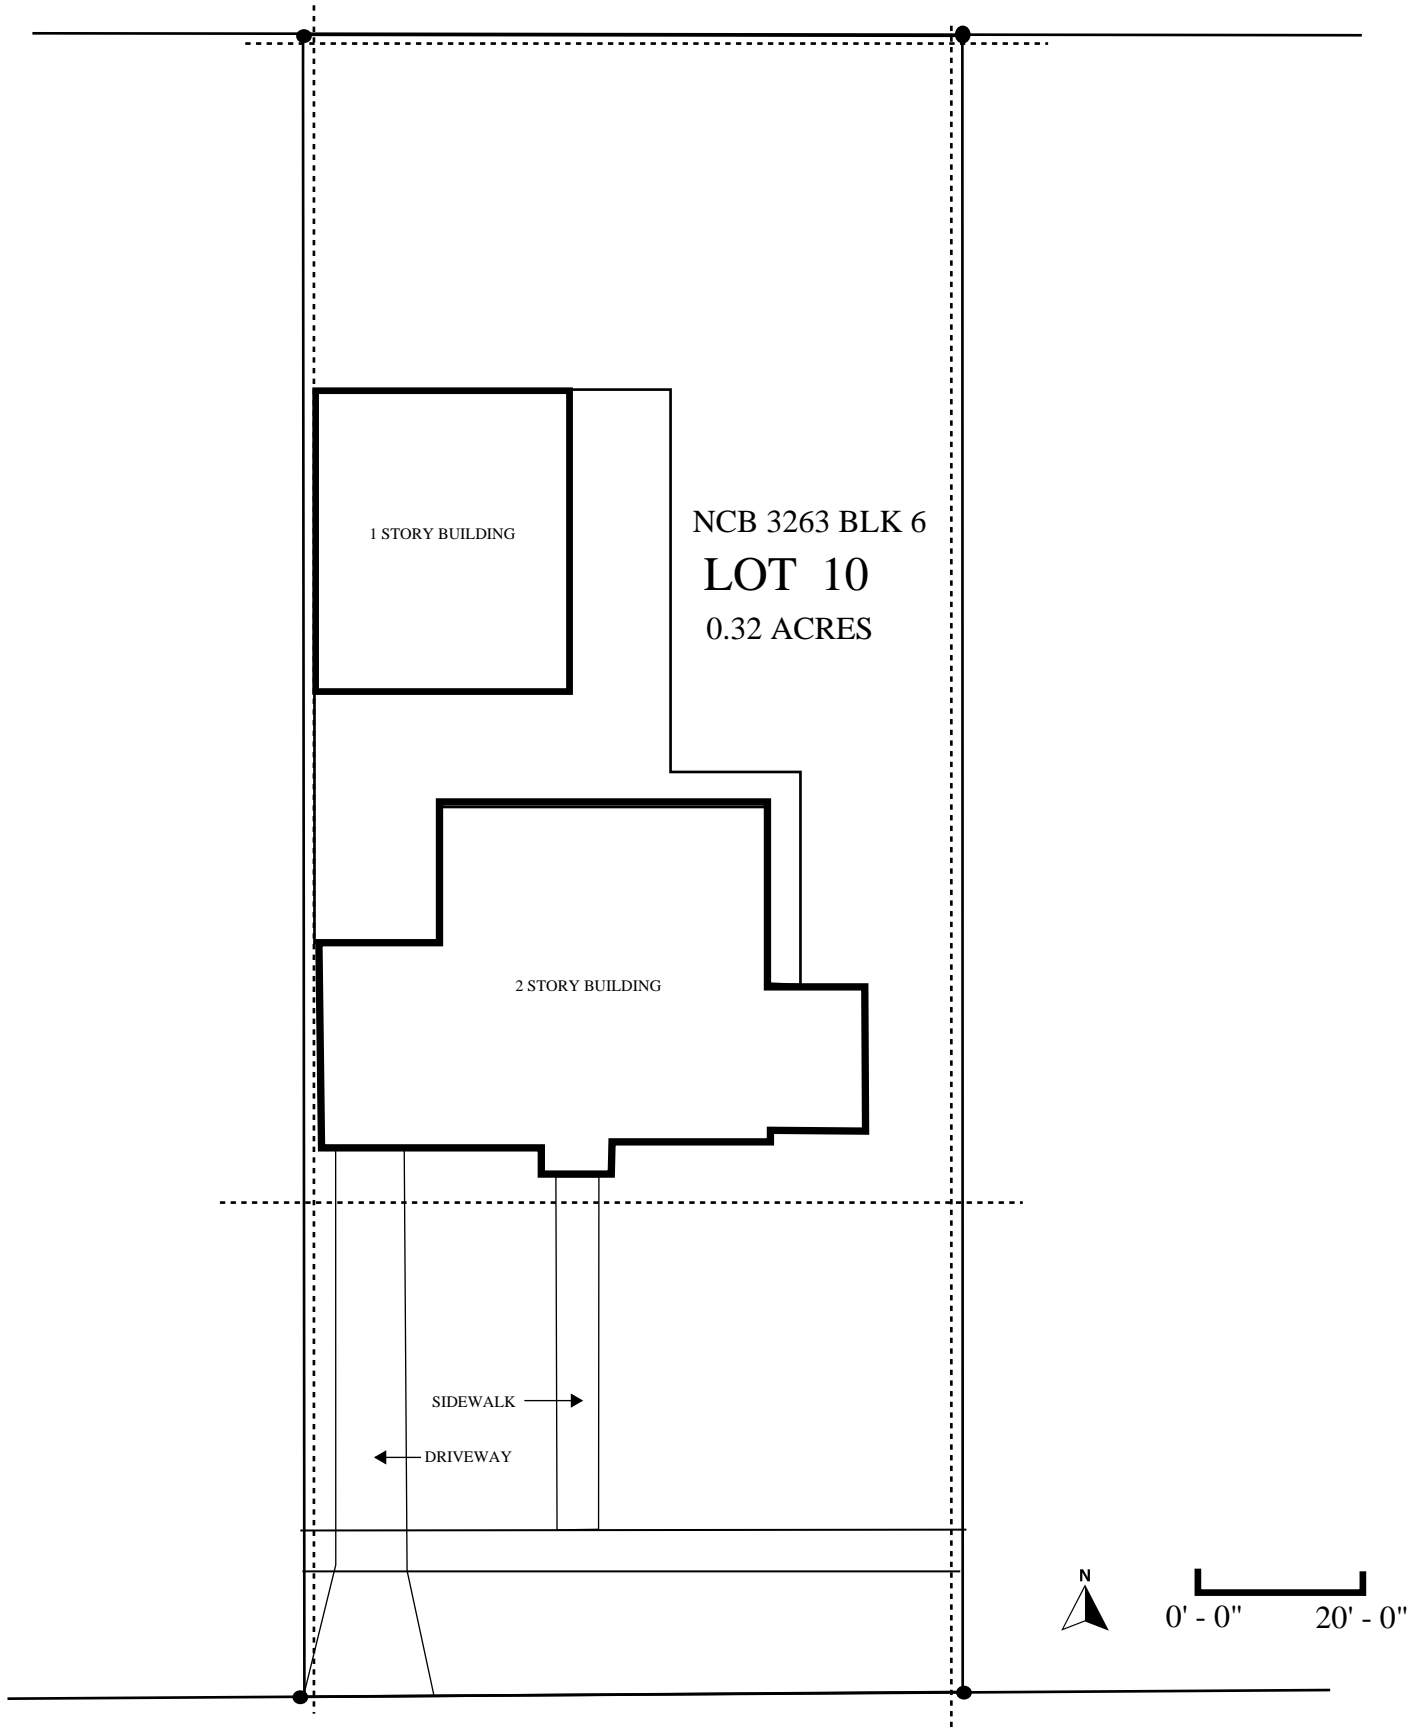 1 STORY BUILDING
NCB 3263 BLK 6
LOT 10
0.32 ACRES
2 STORY BUILDING
SIDEWALK
DRIVEWAY
N
0' - 0" 20' - 0"